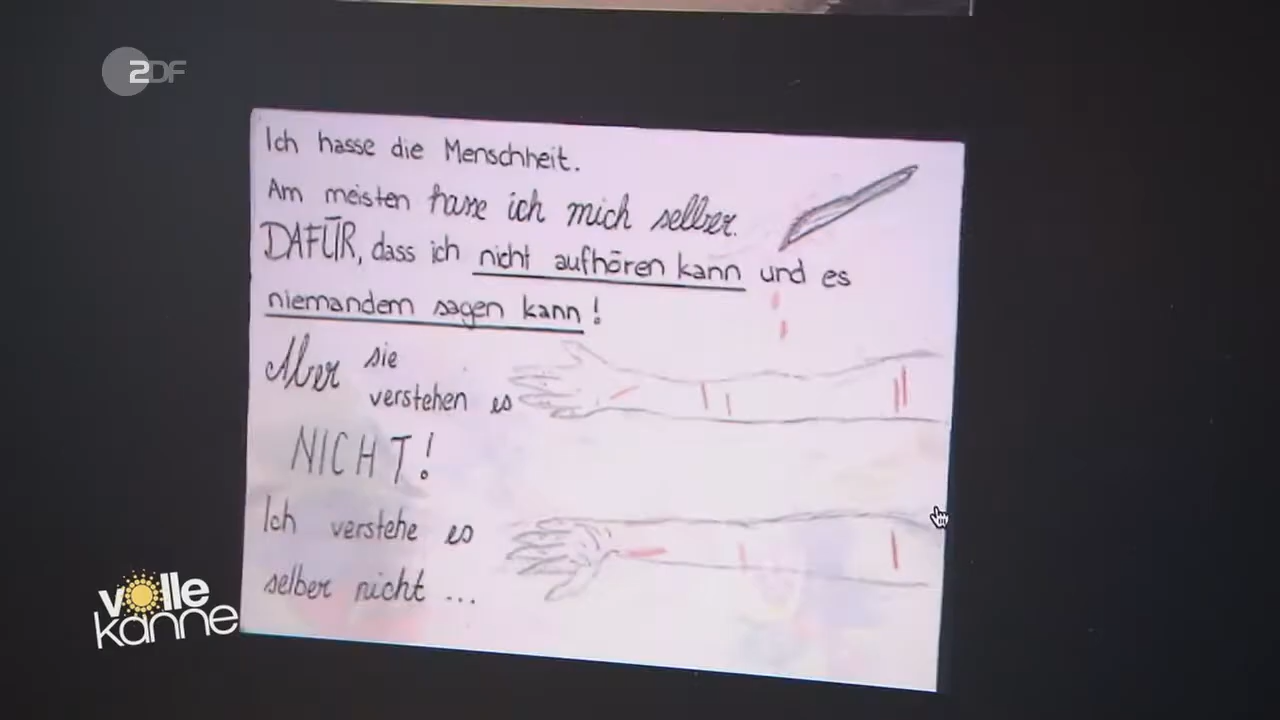 ZDF
Ich hasse die Menschheit.
Am meisten hasse ich mich selber.
DAFÜR, dass ich nicht aufhören kann und es
niemandem sagen kann!
Aber sie
verstehen es
NICHT!
Ich verstehe es
selber nicht ...
volle
kanne